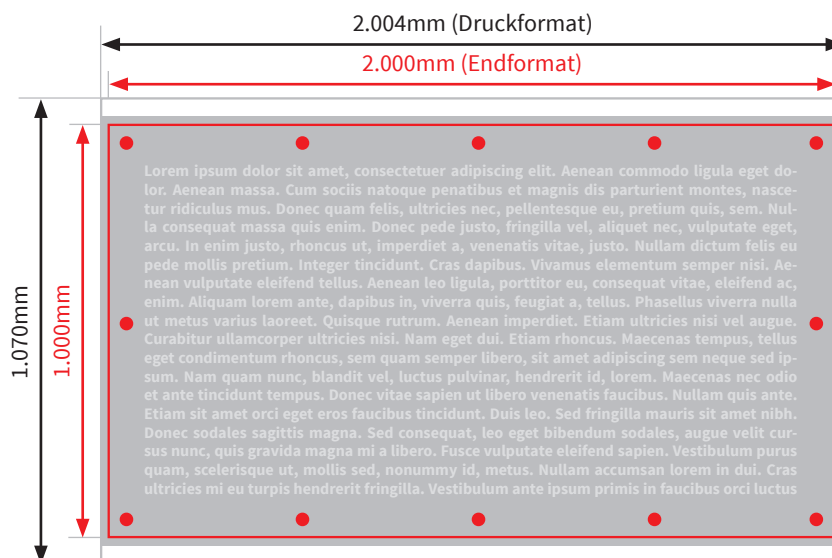 2.004mm (Druckformat)
2.000mm (Endformat)
1.070mm
1.000mm
Lorem ipsum dolor sit amet, consectetuer adipiscing elit. Aenean commodo ligula eget do-
lor. Aenean massa. Cum sociis natoque penatibus et magnis dis parturient montes, nasce-
tur ridiculus mus. Donec quam felis, ultricies nec, pellentesque eu, pretium quis, sem. Nul-
la consequat massa quis enim. Donec pede justo, fringilla vel, aliquet nec, vulputate eget,
arcu. In enim justo, rhoncus ut, imperdiet a, venenatis vitae, justo. Nullam dictum felis eu
pede mollis pretium. Integer tincidunt. Cras dapibus. Vivamus elementum semper nisi. Ae-
nean vulputate eleifend tellus. Aenean leo ligula, porttitor eu, consequat vitae, eleifend ac,
enim. Aliquam lorem ante, dapibus in, viverra quis, feugiat a, tellus. Phasellus viverra nulla
ut metus varius laoreet. Quisque rutrum. Aenean imperdiet. Etiam ultricies nisi vel augue.
Curabitur ullamcorper ultricies nisi. Nam eget dui. Etiam rhoncus. Maecenas tempus, tellus
eget condimentum rhoncus, sem quam semper libero, sit amet adipiscing sem neque sed ip-
sum. Nam quam nunc, blandit vel, luctus pulvinar, hendrerit id, lorem. Maecenas nec odio
et ante tincidunt tempus. Donec vitae sapien ut libero venenatis faucibus. Nullam quis ante.
Etiam sit amet orci eget eros faucibus tincidunt. Duis leo. Sed fringilla mauris sit amet nibh.
Donec sodales sagittis magna. Sed consequat, leo eget bibendum sodales, augue velit cur-
sus nunc, quis gravida magna mi a libero. Fusce vulputate eleifend sapien. Vestibulum purus
quam, scelerisque ut, mollis sed, nonummy id, metus. Nullam accumsan lorem in dui. Cras
ultricies mi eu turpis hendrerit fringilla. Vestibulum ante ipsum primis in faucibus orci luctus